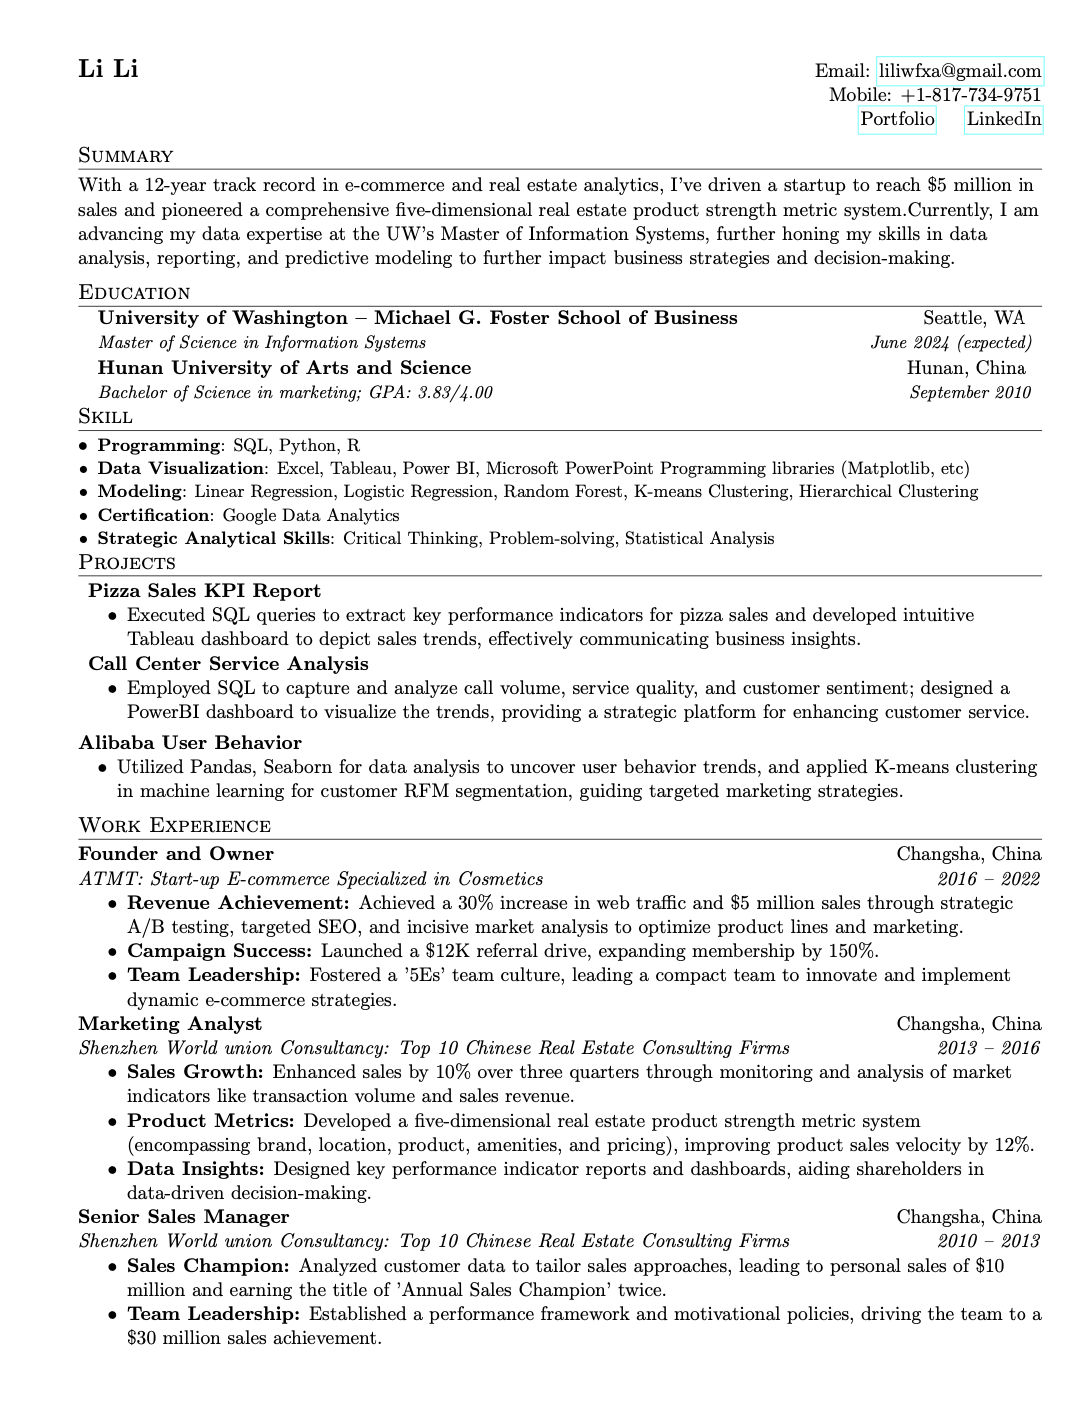 Li Li
Email: liliwfxa@gmail.com
Mobile: +1-817-734-9751
Portfolio LinkedIn
Summary
With a 12-year track record in e-commerce and real estate analytics, I've driven a startup to reach $5 million in
sales and pioneered a comprehensive five-dimensional real estate product strength metric system.Currently, I am
advancing my data expertise at the UW's Master of Information Systems, further honing my skills in data
analysis, reporting, and predictive modeling to further impact business strategies and decision-making.
Education
University of Washington – Michael G. Foster School of Business Seattle, WA
Master of Science in Information Systems June 2024 (expected)
Hunan University of Arts and Science Hunan, China
Bachelor of Science in marketing; GPA: 3.83/4.00 September 2010
Skill
• Programming: SQL, Python, R
• Data Visualization: Excel, Tableau, Power BI, Microsoft PowerPoint Programming libraries (Matplotlib, etc)
• Modeling: Linear Regression, Logistic Regression, Random Forest, K-means Clustering, Hierarchical Clustering
• Certification: Google Data Analytics
• Strategic Analytical Skills: Critical Thinking, Problem-solving, Statistical Analysis
Projects
Pizza Sales KPI Report
• Executed SQL queries to extract key performance indicators for pizza sales and developed intuitive
Tableau dashboard to depict sales trends, effectively communicating business insights.
Call Center Service Analysis
• Employed SQL to capture and analyze call volume, service quality, and customer sentiment; designed a
PowerBI dashboard to visualize the trends, providing a strategic platform for enhancing customer service.
Alibaba User Behavior
• Utilized Pandas, Seaborn for data analysis to uncover user behavior trends, and applied K-means clustering
in machine learning for customer RFM segmentation, guiding targeted marketing strategies.
Work Experience
Founder and Owner Changsha, China
ATMT: Start-up E-commerce Specialized in Cosmetics 2016 – 2022
• Revenue Achievement: Achieved a 30% increase in web traffic and $5 million sales through strategic
A/B testing, targeted SEO, and incisive market analysis to optimize product lines and marketing.
• Campaign Success: Launched a $12K referral drive, expanding membership by 150%.
• Team Leadership: Fostered a '5Es' team culture, leading a compact team to innovate and implement
dynamic e-commerce strategies.
Marketing Analyst Changsha, China
Shenzhen World union Consultancy: Top 10 Chinese Real Estate Consulting Firms 2013 – 2016
• Sales Growth: Enhanced sales by 10% over three quarters through monitoring and analysis of market
indicators like transaction volume and sales revenue.
• Product Metrics: Developed a five-dimensional real estate product strength metric system
(encompassing brand, location, product, amenities, and pricing), improving product sales velocity by 12%.
• Data Insights: Designed key performance indicator reports and dashboards, aiding shareholders in
data-driven decision-making.
Senior Sales Manager Changsha, China
Shenzhen World union Consultancy: Top 10 Chinese Real Estate Consulting Firms 2010 – 2013
• Sales Champion: Analyzed customer data to tailor sales approaches, leading to personal sales of $10
million and earning the title of 'Annual Sales Champion' twice.
• Team Leadership: Established a performance framework and motivational policies, driving the team to a
$30 million sales achievement.